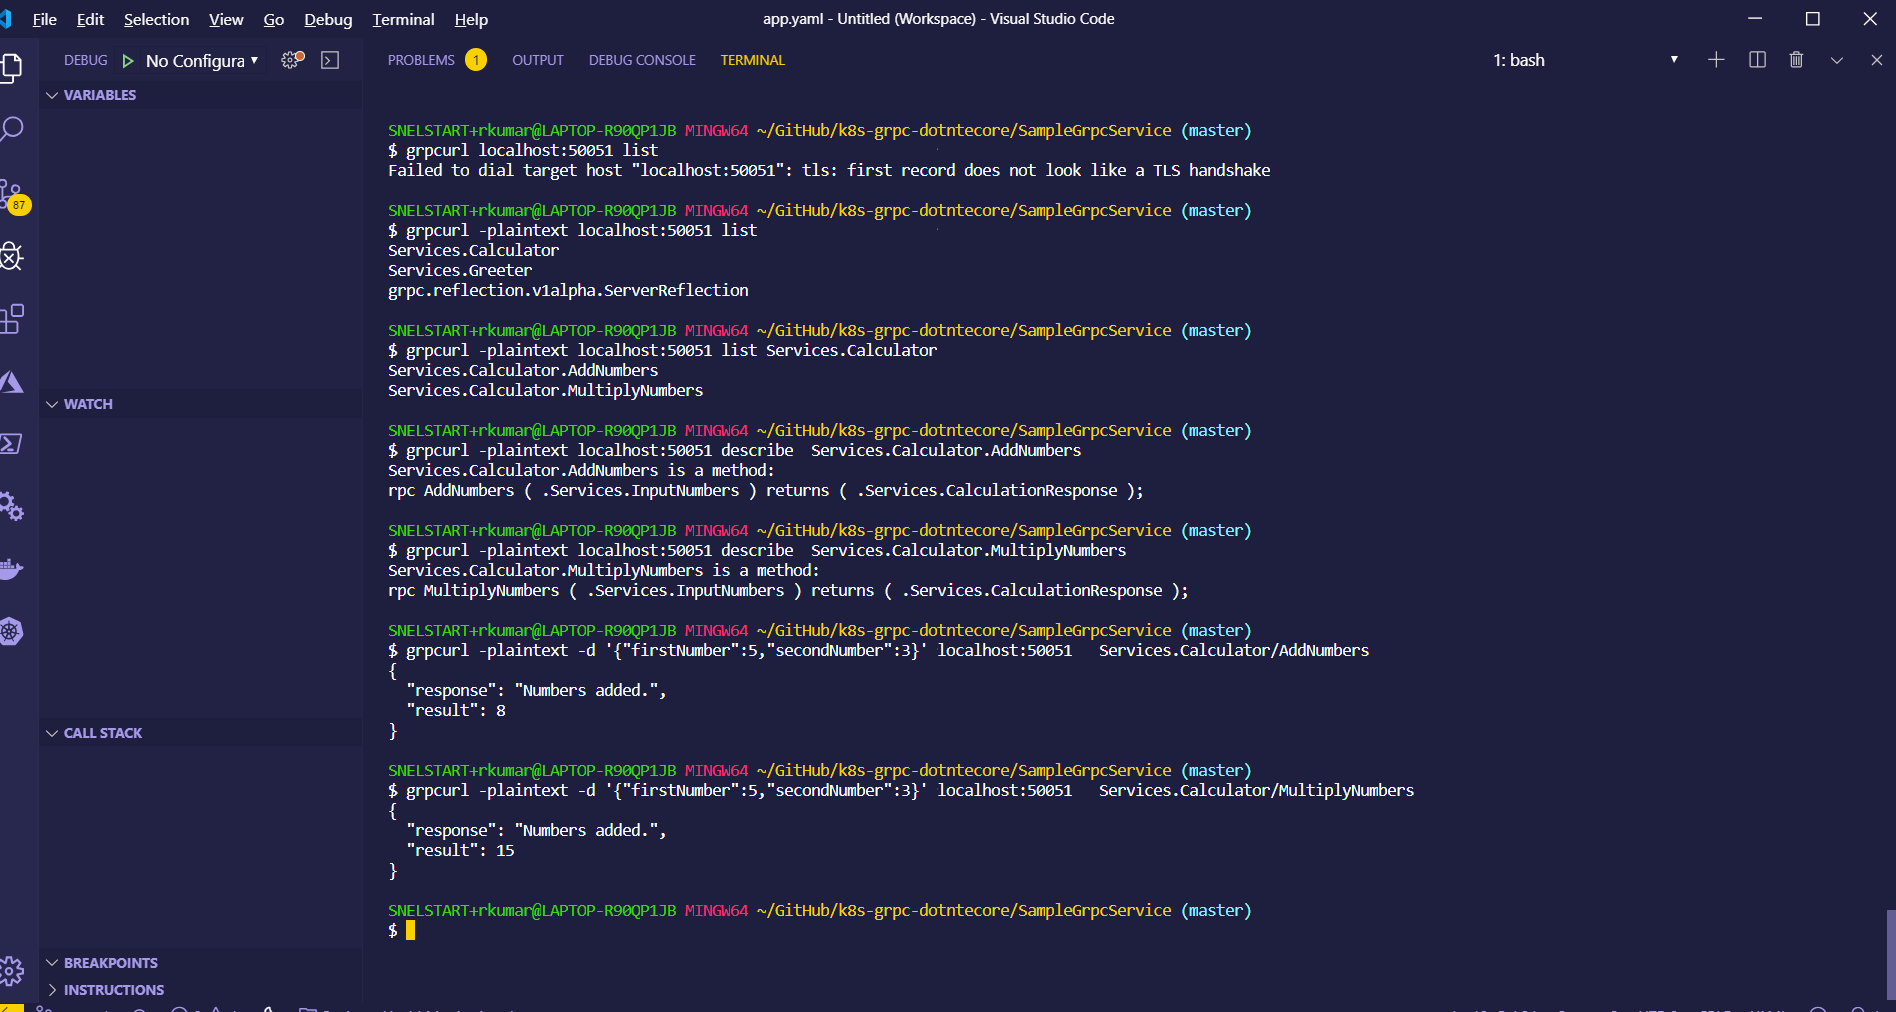 File Edit Selection View Go Debug Terminal Help
app.yaml - Untitled (Workspace) - Visual Studio Code
DEBUG No Configura
PROBLEMS 1 OUTPUT DEBUG CONSOLE TERMINAL
1: bash
VARIABLES
87
WATCH
CALL STACK
BREAKPOINTS
INSTRUCTIONS
SNELSTART+rkumar@LAPTOP-R90QP1JB MINGW64 ~/GitHub/k8s-grpc-dotntecore/SampleGrpcService (master)
$ grpcurl localhost:50051 list
Failed to dial target host "localhost:50051": tls: first record does not look like a TLS handshake
SNELSTART+rkumar@LAPTOP-R90QP1JB MINGW64 ~/GitHub/k8s-grpc-dotntecore/SampleGrpcService (master)
$ grpcurl -plaintext localhost:50051 list
Services.Calculator
Services.Greeter
grpc.reflection.v1alpha.ServerReflection
SNELSTART+rkumar@LAPTOP-R90QP1JB MINGW64 ~/GitHub/k8s-grpc-dotntecore/SampleGrpcService (master)
$ grpcurl -plaintext localhost:50051 list Services.Calculator
Services.Calculator.AddNumbers
Services.Calculator.MultiplyNumbers
SNELSTART+rkumar@LAPTOP-R90QP1JB MINGW64 ~/GitHub/k8s-grpc-dotntecore/SampleGrpcService (master)
$ grpcurl -plaintext localhost:50051 describe  Services.Calculator.AddNumbers
Services.Calculator.AddNumbers is a method:
rpc AddNumbers ( .Services.InputNumbers ) returns ( .Services.CalculationResponse );
SNELSTART+rkumar@LAPTOP-R90QP1JB MINGW64 ~/GitHub/k8s-grpc-dotntecore/SampleGrpcService (master)
$ grpcurl -plaintext localhost:50051 describe  Services.Calculator.MultiplyNumbers
Services.Calculator.MultiplyNumbers is a method:
rpc MultiplyNumbers ( .Services.InputNumbers ) returns ( .Services.CalculationResponse );
SNELSTART+rkumar@LAPTOP-R90QP1JB MINGW64 ~/GitHub/k8s-grpc-dotntecore/SampleGrpcService (master)
$ grpcurl -plaintext -d '{"firstNumber":5,"secondNumber":3}' localhost:50051   Services.Calculator/AddNumbers
{
"response": "Numbers added.",
"result": 8
}
SNELSTART+rkumar@LAPTOP-R90QP1JB MINGW64 ~/GitHub/k8s-grpc-dotntecore/SampleGrpcService (master)
$ grpcurl -plaintext -d '{"firstNumber":5,"secondNumber":3}' localhost:50051   Services.Calculator/MultiplyNumbers
{
"response": "Numbers added.",
"result": 15
}
SNELSTART+rkumar@LAPTOP-R90QP1JB MINGW64 ~/GitHub/k8s-grpc-dotntecore/SampleGrpcService (master)
$